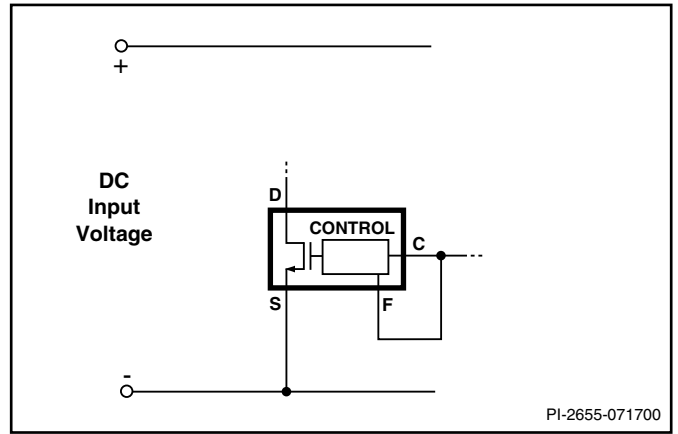 +
DC
Input
Voltage
D
CONTROL
C
S
F
-
PI-2655-071700